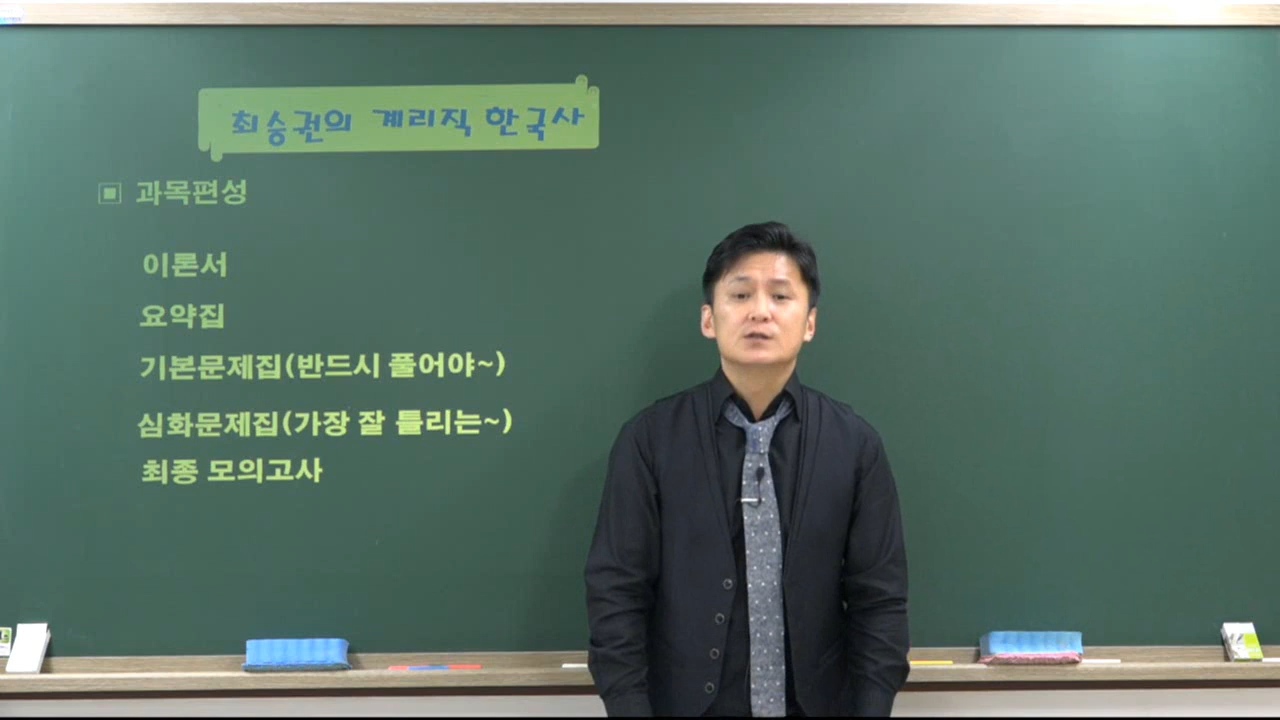 최승권의 계리직 한국사
▣ 과목편성
이론서
요약집
기본문제집(반드시 풀어야~)
심화문제집(가장 잘 틀리는~)
최종 모의고사